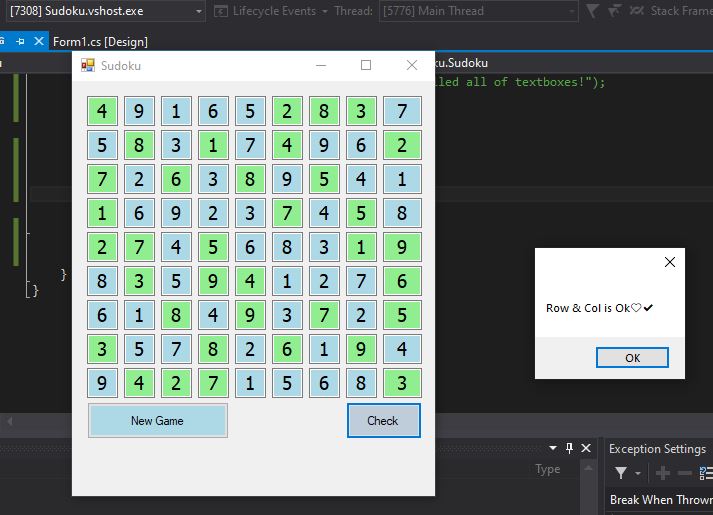 [7308] Sudoku.vshost.exe
Lifecycle Events
Thread:
[5776] Main Thread
Stack Frame
Form1.cs [Design]
Sudoku
ku.Sudoku
lled all of textboxes!");
4 9 1 6 5 2 8 3 7
5 8 3 1 7 4 9 6 2
7 2 6 3 8 9 5 4 1
1 6 9 2 3 7 4 5 8
2 7 4 5 6 8 3 1 9
8 3 5 9 4 1 2 7 6
6 1 8 4 9 3 7 2 5
3 5 7 8 2 6 1 9 4
9 4 2 7 1 5 6 8 3
New Game
Check
}
}
Row & Col is Ok♡✔
OK
Type
Exception Settings
Break When Thrown